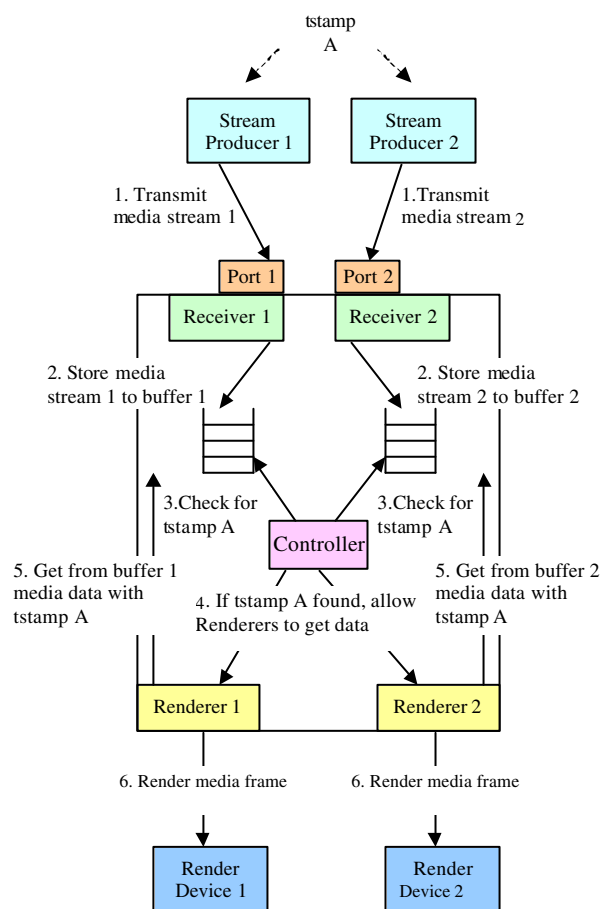 tstamp
A
Stream
Producer 1
Stream
Producer 2
1. Transmit
media stream 1
1.Transmit
media stream 2
Port 1
Port 2
Receiver 1
Receiver 2
2. Store media
stream 1 to buffer 1
2. Store media
stream 2 to buffer 2
3.Check for
tstamp A
3.Check for
tstamp A
Controller
5. Get from buffer 1
media data with
tstamp A
4. If tstamp A found, allow
Renderers to get data
5. Get from buffer 2
media data with
tstamp A
Renderer 1
Renderer 2
6. Render media frame
6. Render media frame
Render
Device 1
Render
Device 2